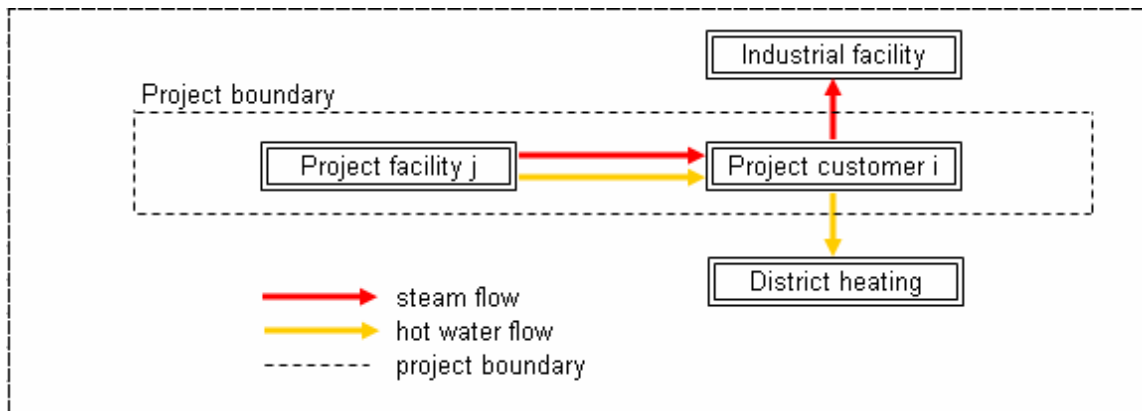 Industrial facility
Project boundary
Project facility j
Project customer i
District heating
steam flow
hot water flow
project boundary